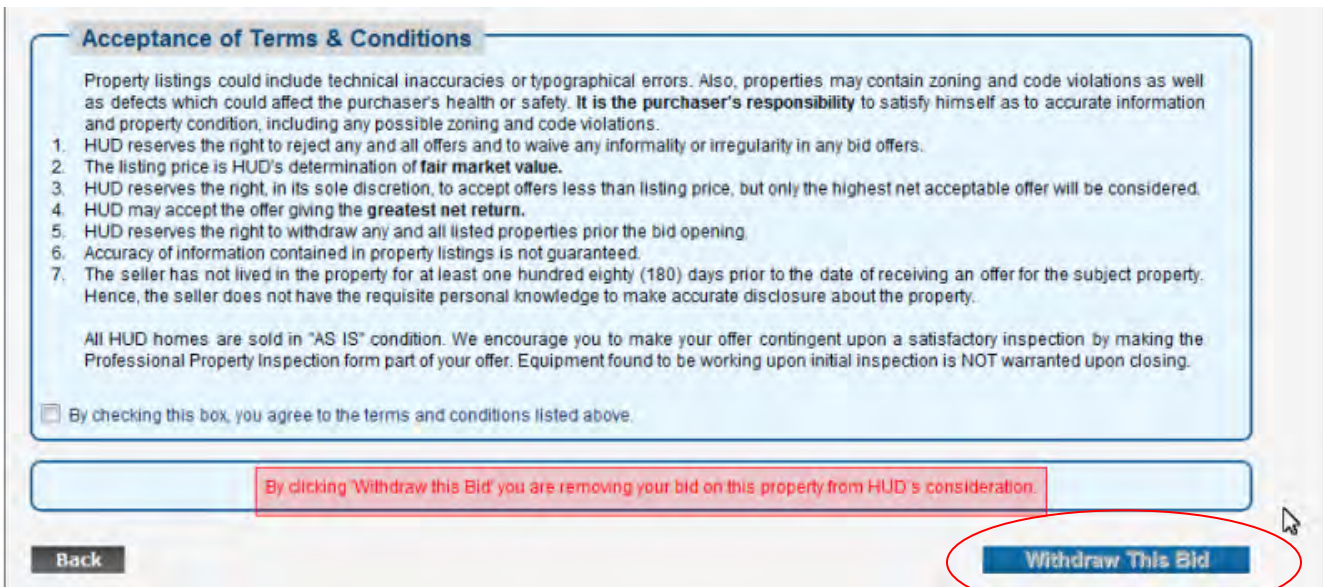 Acceptance of Terms & Conditions
Property listings could include technical inaccuracies or typographical errors. Also, properties may contain zoning and code violations as well
as defects which could affect the purchaser's health or safety. It is the purchaser's responsibility to satisfy himself as to accurate information
and property condition, including any possible zoning and code violations.
1. HUD reserves the right to reject any and all offers and to waive any informality or irregularity in any bid offers.
2. The listing price is HUD's determination of fair market value.
3. HUD reserves the right, in its sole discretion, to accept offers less than listing price, but only the highest net acceptable offer will be considered.
4. HUD may accept the offer giving the greatest net return.
5. HUD reserves the right to withdraw any and all listed properties prior the bid opening.
6. Accuracy of information contained in property listings is not guaranteed.
7. The seller has not lived in the property for at least one hundred eighty (180) days prior to the date of receiving an offer for the subject property.
Hence, the seller does not have the requisite personal knowledge to make accurate disclosure about the property.
All HUD homes are sold in "AS IS" condition. We encourage you to make your offer contingent upon a satisfactory inspection by making the
Professional Property Inspection form part of your offer. Equipment found to be working upon initial inspection is NOT warranted upon closing.
By checking this box, you agree to the terms and conditions listed above.
By clicking 'Withdraw this Bid' you are removing your bid on this property from HUD's consideration.
Back
Withdraw This Bid